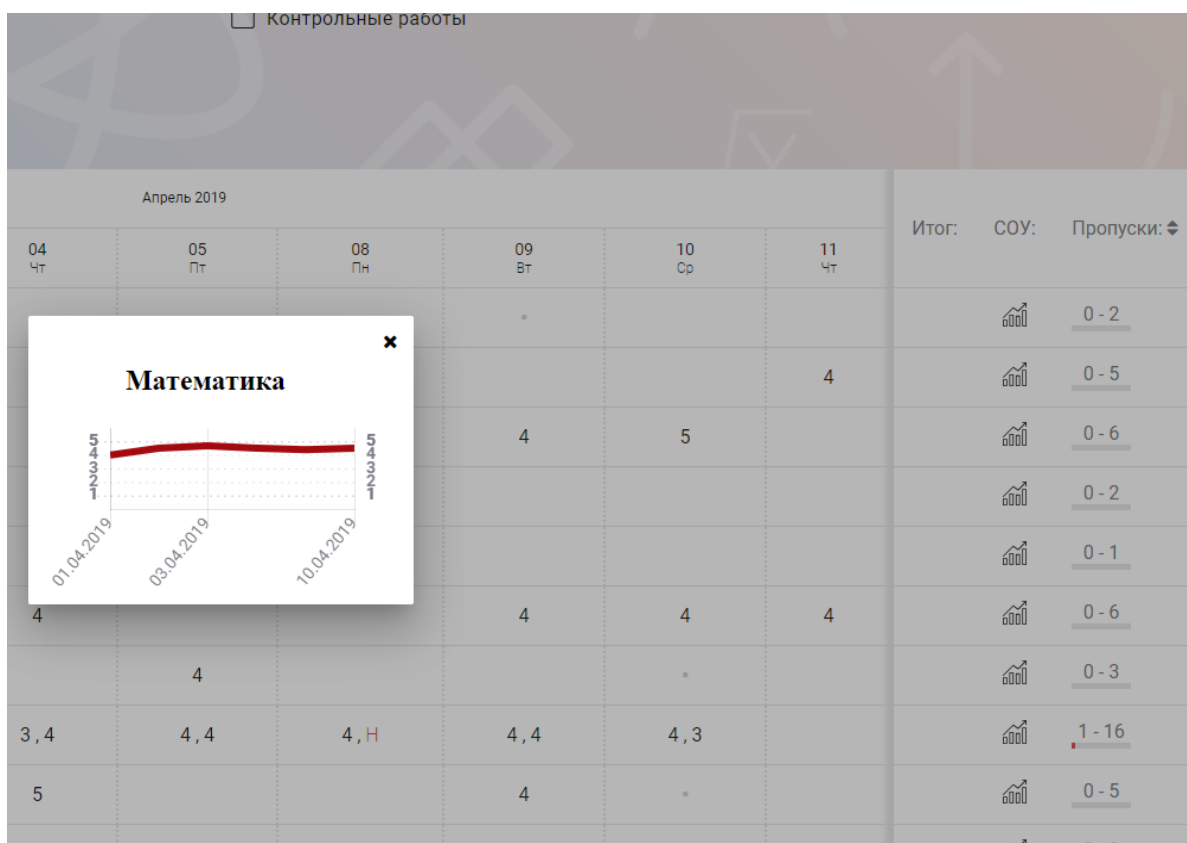 Контрольные работы
Апрель 2019
Итог: СОУ: Пропуски:
04 05 08 09 10 11
Чт Пт Пн Вт Ср Чт
0 - 2
4 0 - 5
4 5 0 - 6
0 - 2
0 - 1
4 4 4 4 0 - 6
4 0 - 3
3 , 4 4 , 4 4 , Н 4 , 4 4 , 3 1 - 16
5 4 0 - 5
×
Математика
5 5
4 4
3 3
2 2
1 1
01.04.2019 03.04.2019 10.04.2019